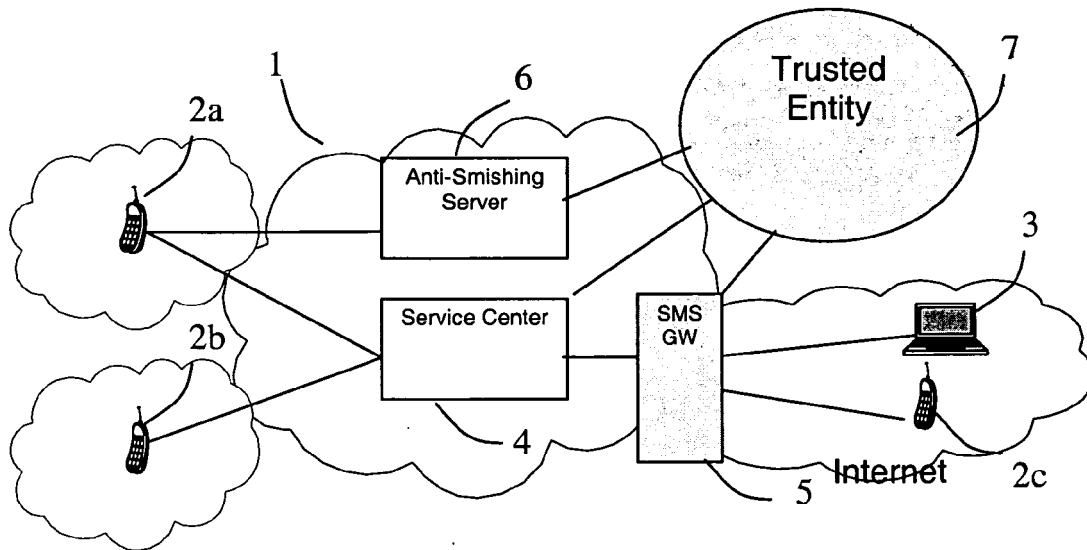 1
6
7
2a
Trusted
Entity
Anti-Smishing
Server
3
Service Center
SMS
GW
2b
4
5
Internet
2c